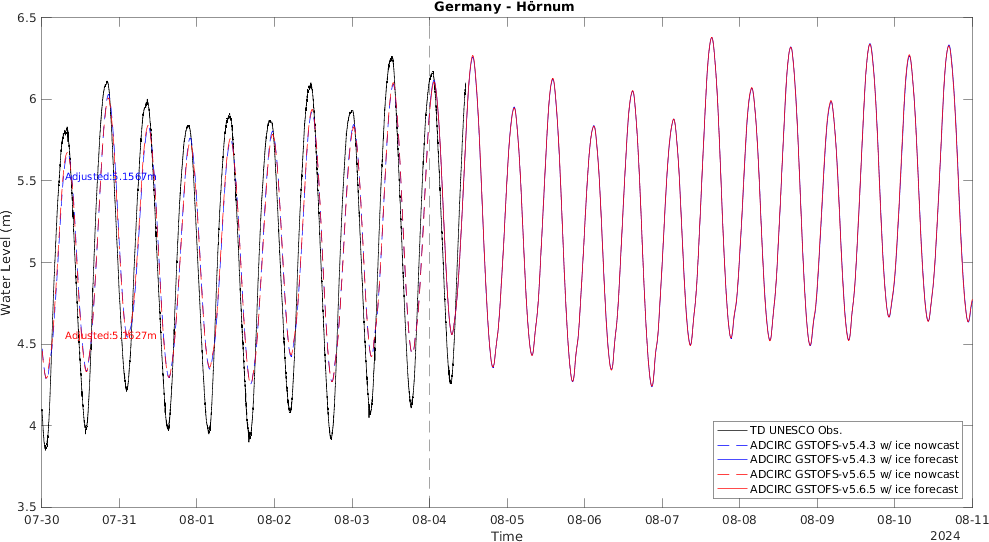 Germany - Hörnum
6.5
6
5.5
5
4.5
4
3.5
Water Level (m)
Adjusted:5.1567m
Adjusted:5.1627m
TD UNESCO Obs.
ADCIRC GSTOFS-v5.4.3 w/ ice nowcast
ADCIRC GSTOFS-v5.4.3 w/ ice forecast
ADCIRC GSTOFS-v5.6.5 w/ ice nowcast
ADCIRC GSTOFS-v5.6.5 w/ ice forecast
07-30 07-31 08-01 08-02 08-03 08-04 08-05 08-06 08-07 08-08 08-09 08-10 08-11
Time
2024